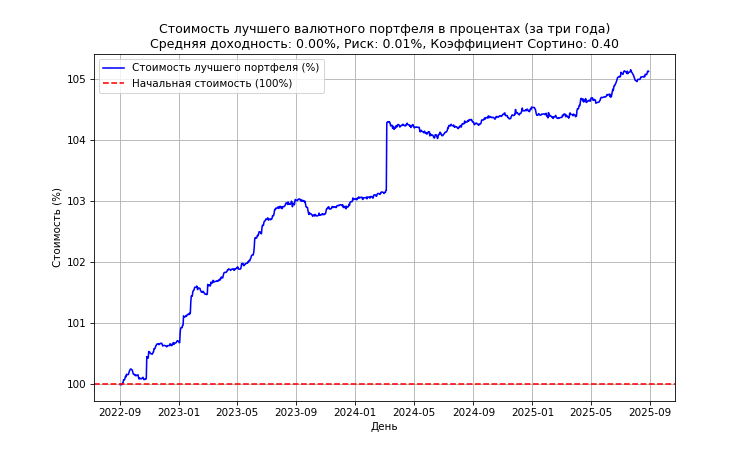 Стоимость лучшего валютного портфеля в процентах (за три года)
Средняя доходность: 0.00%, Риск: 0.01%, Коэффициент Сортино: 0.40
Стоимость лучшего портфеля (%)
Начальная стоимость (100%)
Стоимость (%)
105
104
103
102
101
100
2022-09 2023-01 2023-05 2023-09 2024-01 2024-05 2024-09 2025-01 2025-05 2025-09
День